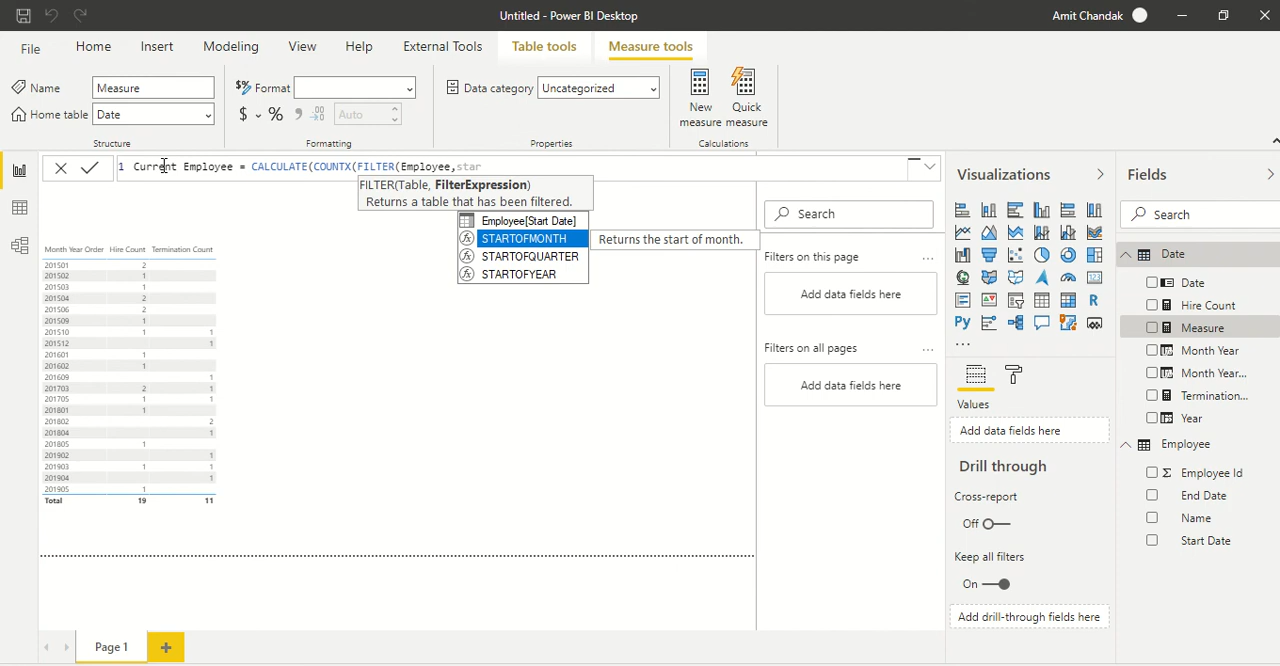 Untitled - Power BI Desktop
Amit Chandak
File
Home
Insert
Modeling
View
Help
External Tools
Table tools
Measure tools
Name
Measure
Home table
Date
Structure
Format
$ % 9 Auto
Formatting
Data category
Uncategorized
Properties
New measure
Quick measure
Calculations
1 Current Employee = CALCULATE(COUNTX(FILTER(Employee,star
FILTER(Table, FilterExpression)
Returns a table that has been filtered.
Employee[Start Date]
STARTOFMONTH
Returns the start of month.
STARTOFQUARTER
STARTOFYEAR
Month Year Order Hire Count Termination Count
201501 2
201502 1
201503 1
201504 2
201506 2
201509 1
201510 1 1
201512 1
201601 1
201602 1
201609 1
201703 2 1
201705 1 1
201801 1
201802 2
201804 1
201805 1
201902 1
201903 1 1
201904 1
201905 1
Total 19 11
Page 1
Search
Filters on this page
...
Add data fields here
Filters on all pages
...
Add data fields here
Visualizations
R
Py
...
Values
Add data fields here
Drill through
Cross-report
Off
Keep all filters
On
Add drill-through fields here
Fields
Search
Date
Date
Hire Count
Measure
Month Year
Month Year...
Termination...
Year
Employee
Σ Employee Id
End Date
Name
Start Date